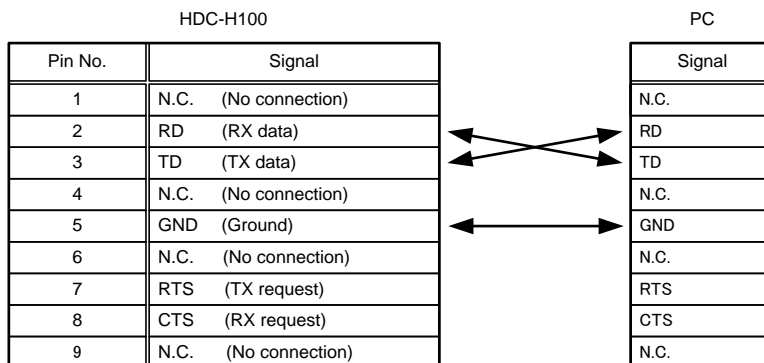 HDC-H100 PC
Pin No. Signal Signal
1 N.C. (No connection) N.C.
2 RD (RX data) RD
3 TD (TX data) TD
4 N.C. (No connection) N.C.
5 GND (Ground) GND
6 N.C. (No connection) N.C.
7 RTS (TX request) RTS
8 CTS (RX request) CTS
9 N.C. (No connection) N.C.